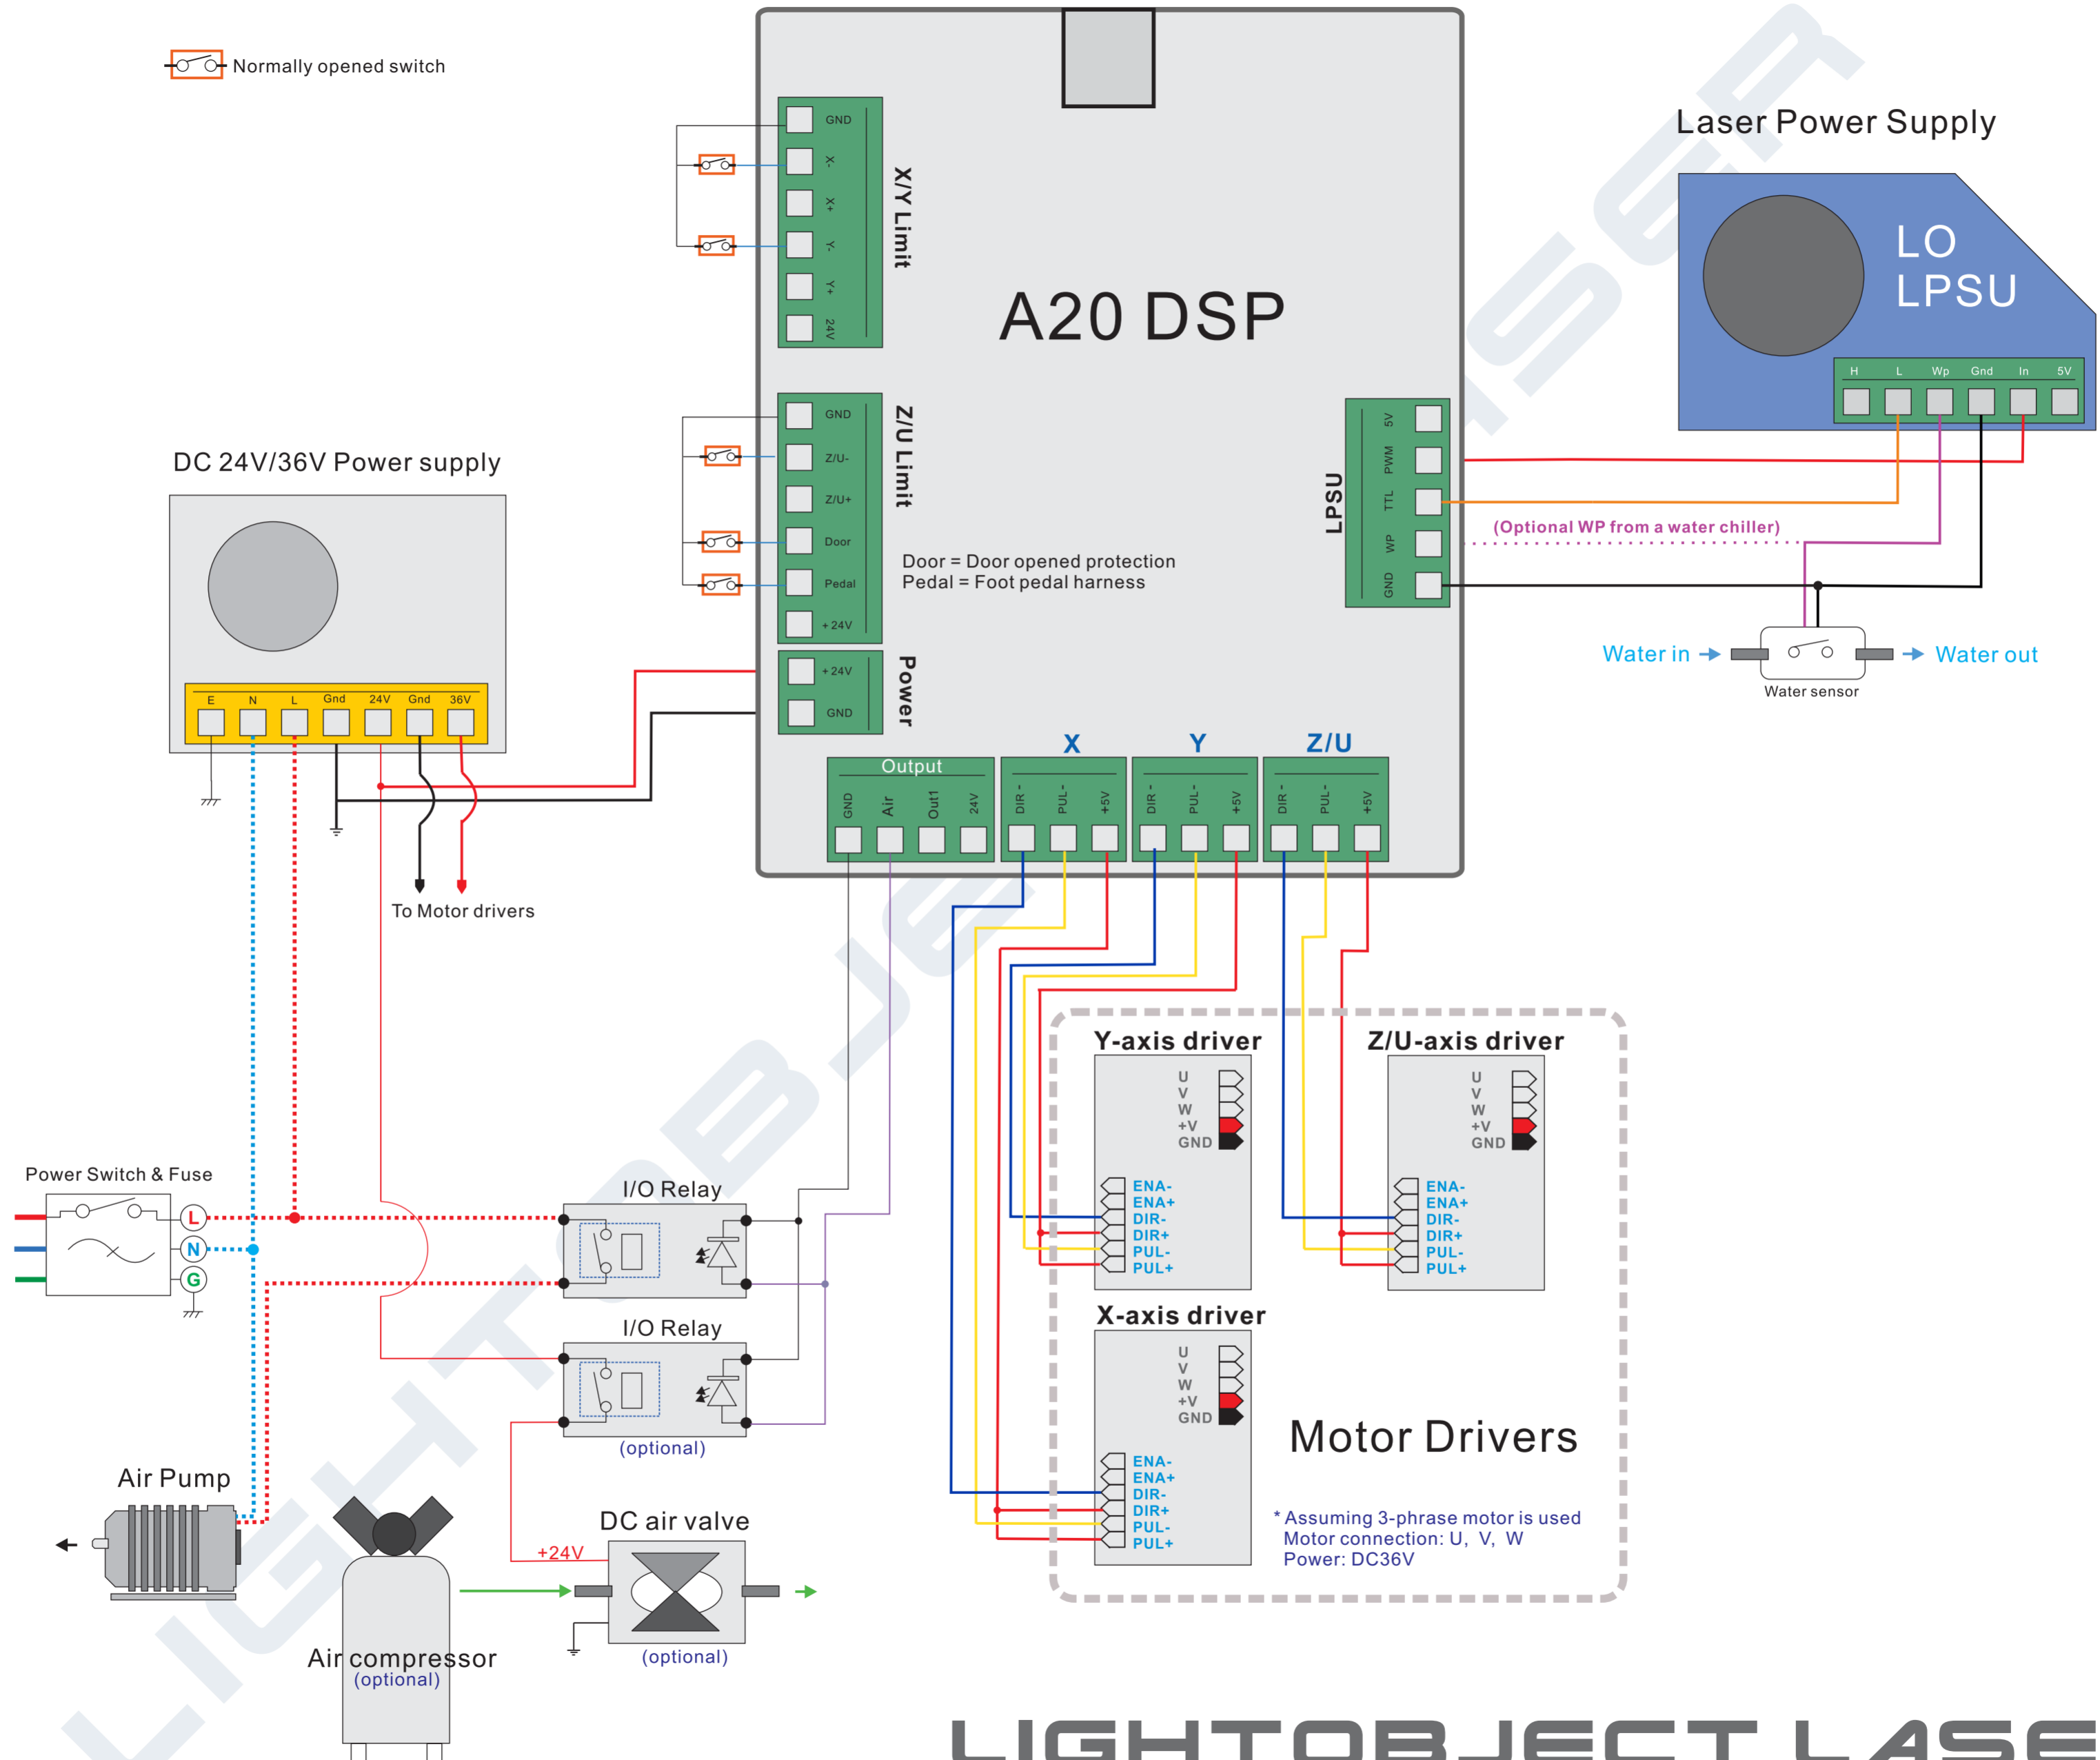 Normally opened switch
GND
X-
X+
Y-
Y+
24V
X/Y Limit
A20 DSP
Laser Power Supply
LO
LPSU
H L Wp Gnd In 5V
GND
Z/U-
Z/U+
Door
Pedal
+ 24V
Z/U Limit
Door = Door opened protection
Pedal = Foot pedal harness
5V
PWM
TTL
WP
GND
LPSU
(Optional WP from a water chiller)
Water in
Water out
Water sensor
DC 24V/36V Power supply
E N L Gnd 24V Gnd 36V
To Motor drivers
+ 24V
GND
Power
Output
GND Air Out1 24V
X
DIR - PUL- +5V
Y
DIR - PUL- +5V
Z/U
DIR - PUL- +5V
Y-axis driver
U
V
W
+V
GND
ENA-
ENA+
DIR-
DIR+
PUL-
PUL+
Z/U-axis driver
U
V
W
+V
GND
ENA-
ENA+
DIR-
DIR+
PUL-
PUL+
X-axis driver
U
V
W
+V
GND
ENA-
ENA+
DIR-
DIR+
PUL-
PUL+
Motor Drivers
* Assuming 3-phrase motor is used
Motor connection: U, V, W
Power: DC36V
Power Switch & Fuse
L
N
G
I/O Relay
I/O Relay
(optional)
Air Pump
Air compressor
(optional)
DC air valve
+24V
(optional)
LIGHTOBJECT LASE
LIGHTOBJE
ASER